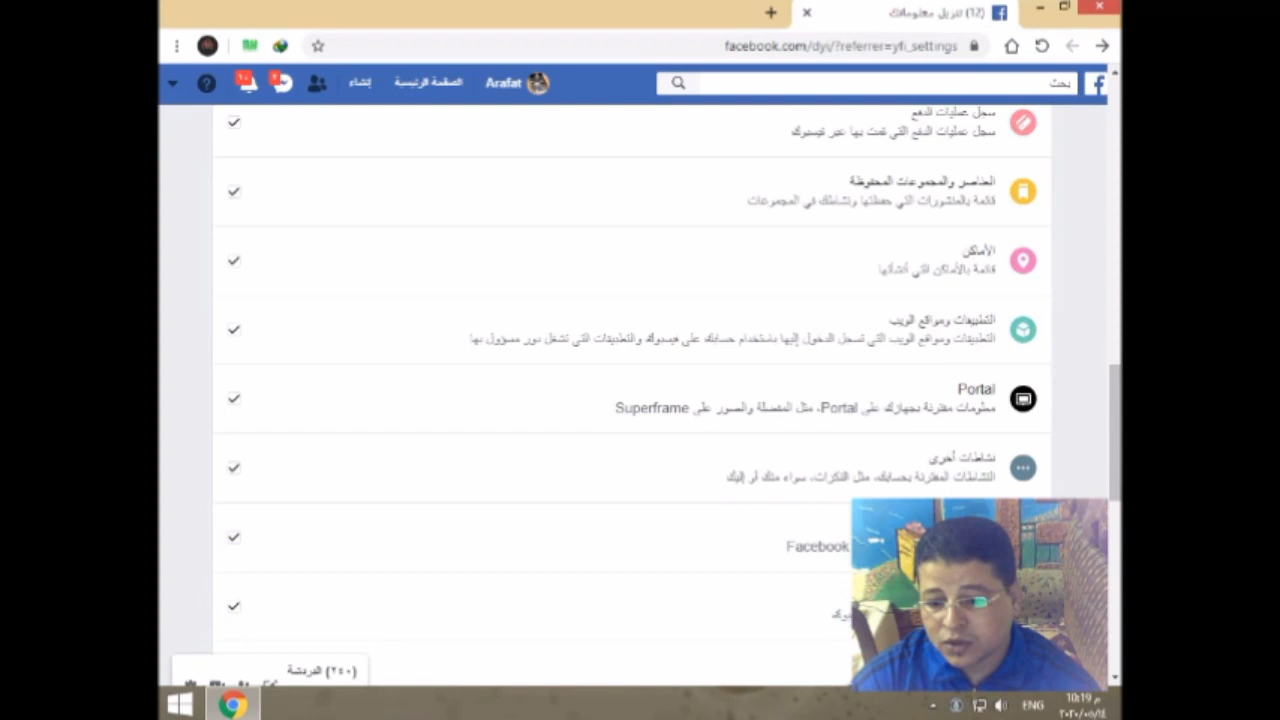 (12) تنزيل معلوماتك
facebook.com/dyi/?referrer=yfi_settings
بحث
Arafat
الصفحة الرئيسية
إنشاء
١٠
سجل عمليات الدفع
سجل عمليات الدفع التي قمت بها عبر فيسبوك
العناصر والمجموعات المحفوظة
قائمة بالمنشورات التي حفظتها ونشاطك في المجموعات
الأماكن
قائمة بالأماكن التي أنشأتها
التطبيقات ومواقع الويب
التطبيقات ومواقع الويب التي تسجل الدخول إليها باستخدام حسابك على فيسبوك والتطبيقات التي تشغل دور مسؤول بها
Portal
معلومات مقترنة بجهازك على Portal، مثل المفضلة والصور على Superframe
نشاطات أخرى
النشاطات المقترنة بحسابك، مثل النكزات، سواء منك أو إليك
Facebook
(٢٤٠) الدردشة
ENG
10:19 م